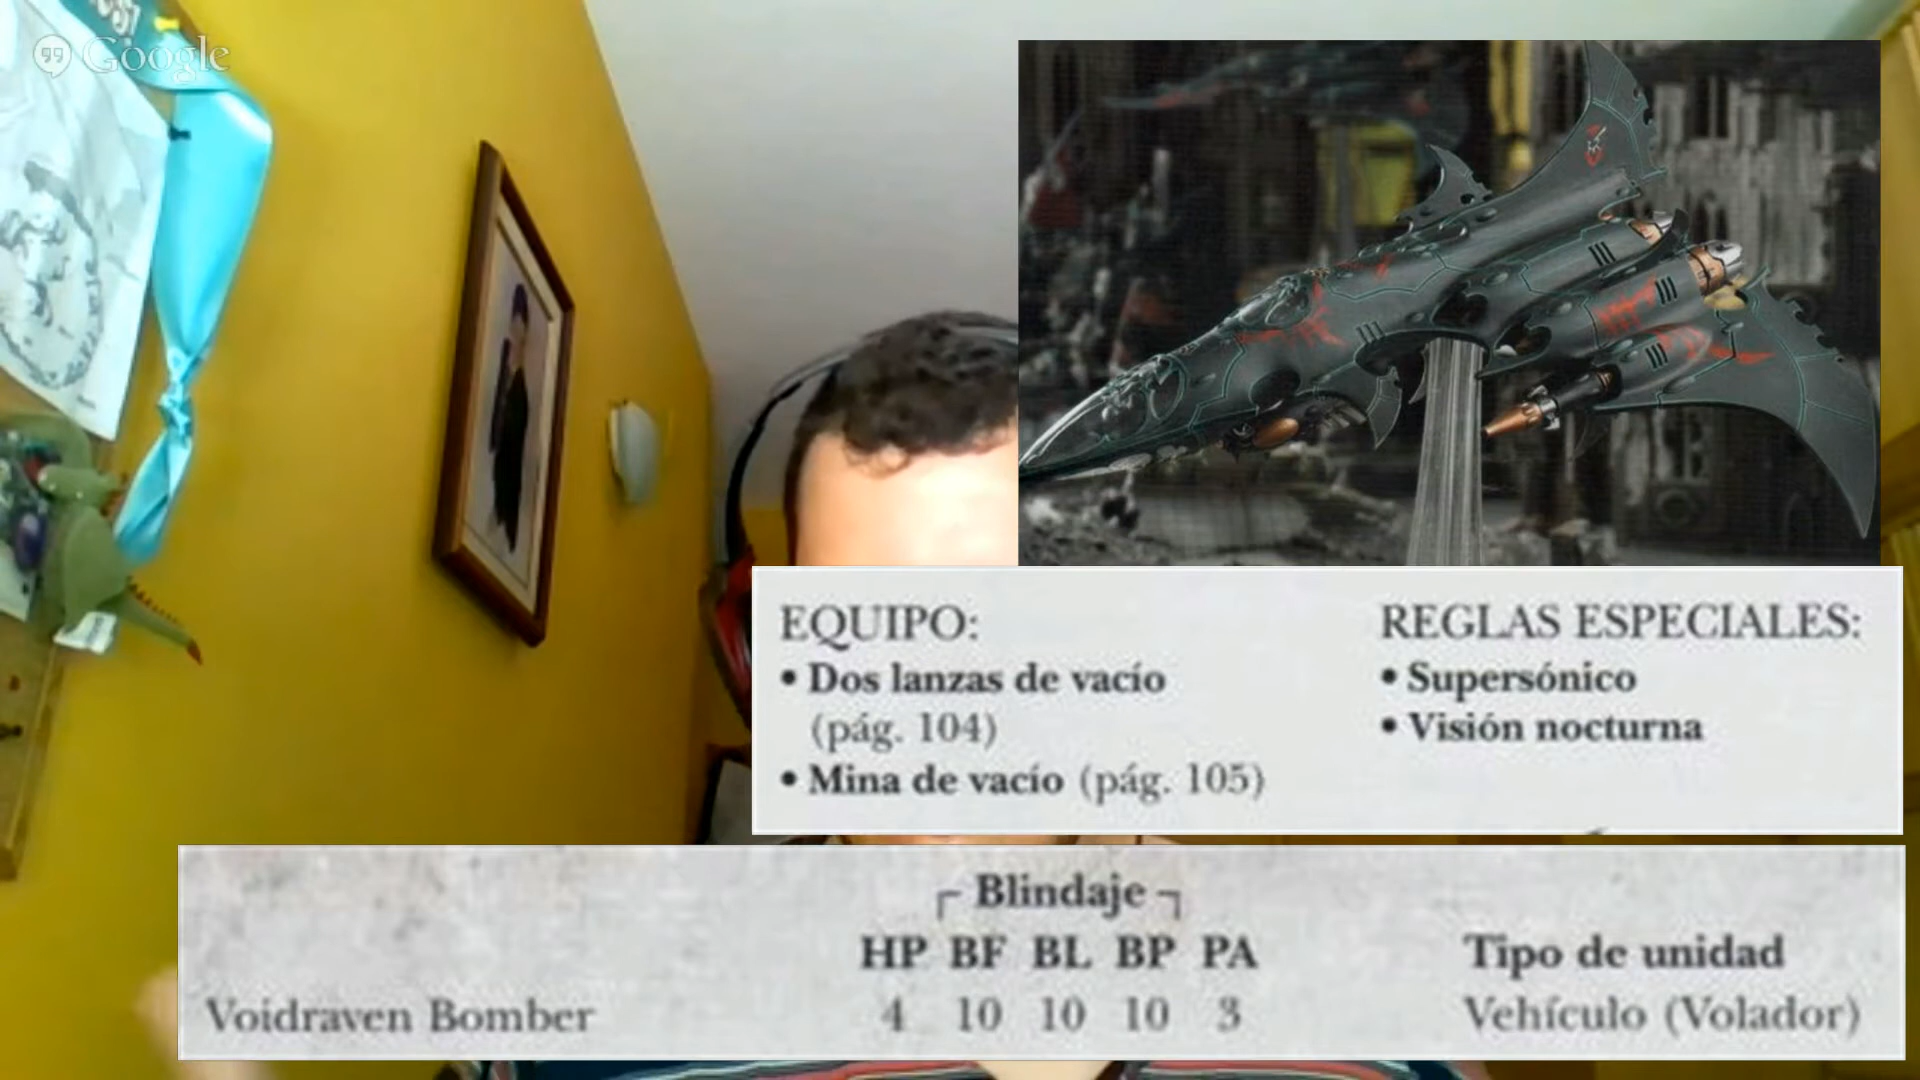 Google
EQUIPO:
• Dos lanzas de vacío
(pág. 104)
• Mina de vacío (pág. 105)
REGLAS ESPECIALES:
• Supersónico
• Visión nocturna
Blindaje
HP BF BL BP PA Tipo de unidad
Voidraven Bomber 4 10 10 10 3 Vehículo (Volador)